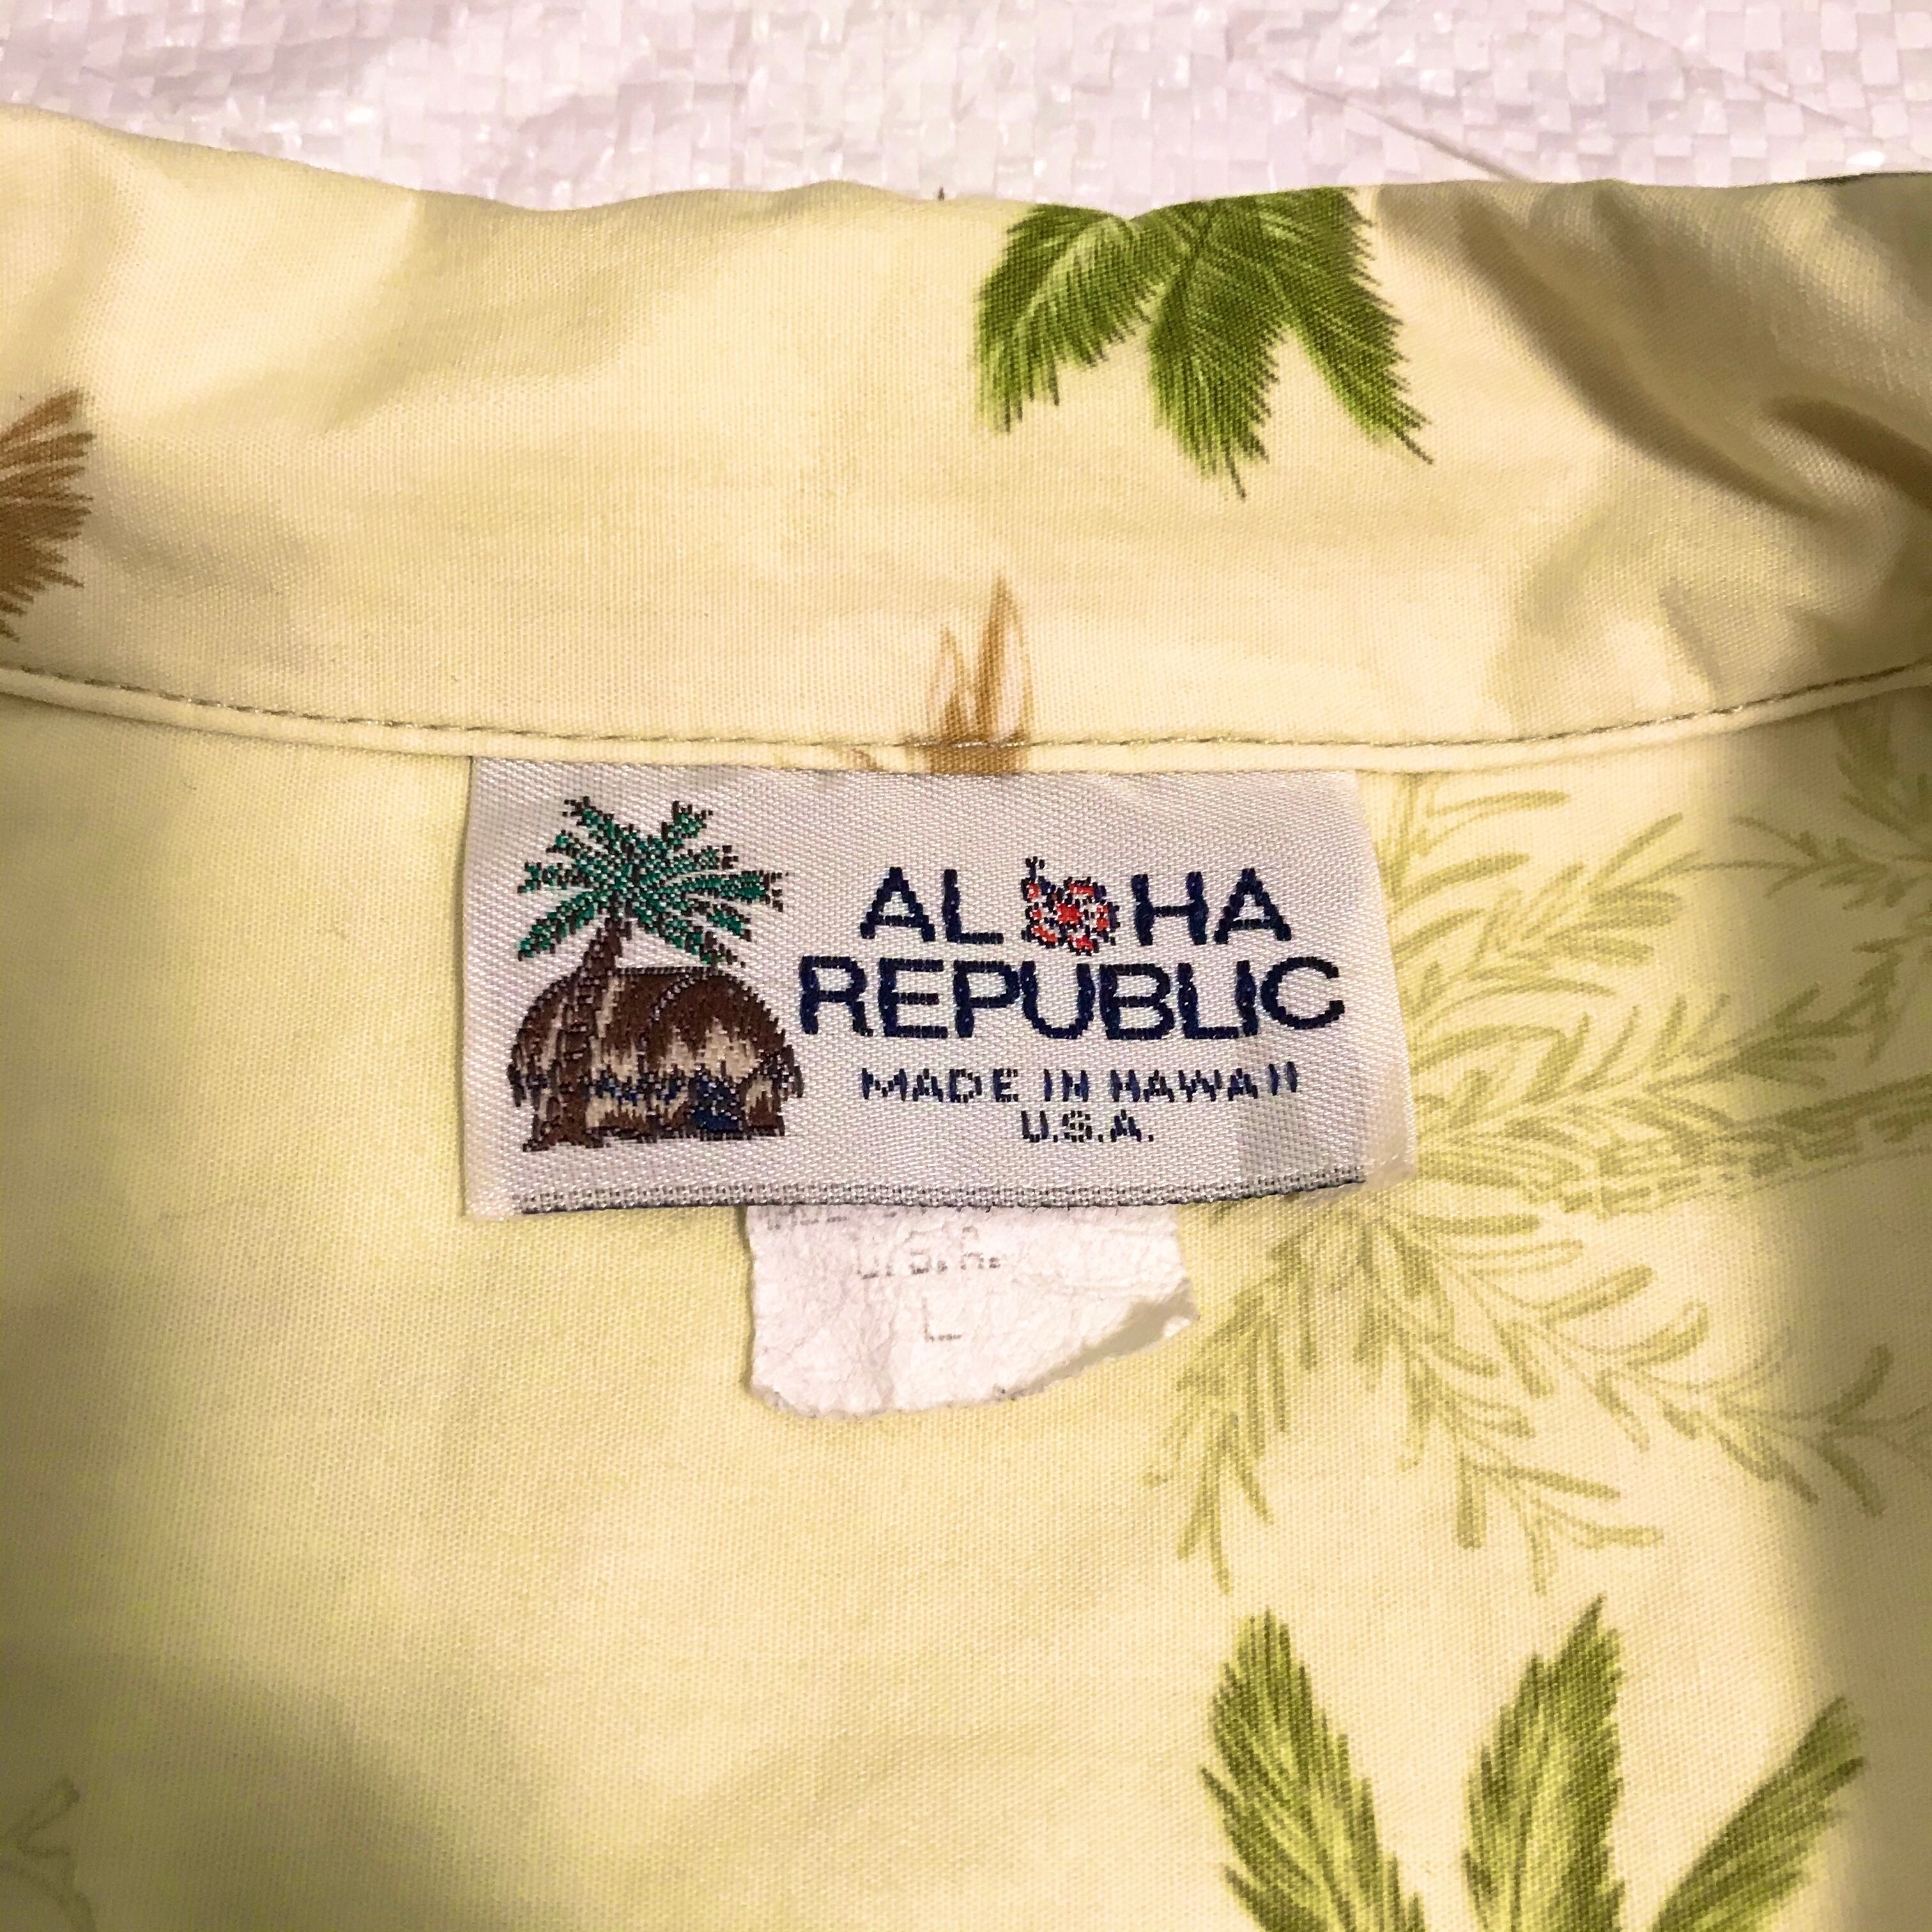 ALOHA
REPUBLIC
MADE IN HAWAII
U.S.A.
U.S.A.
L